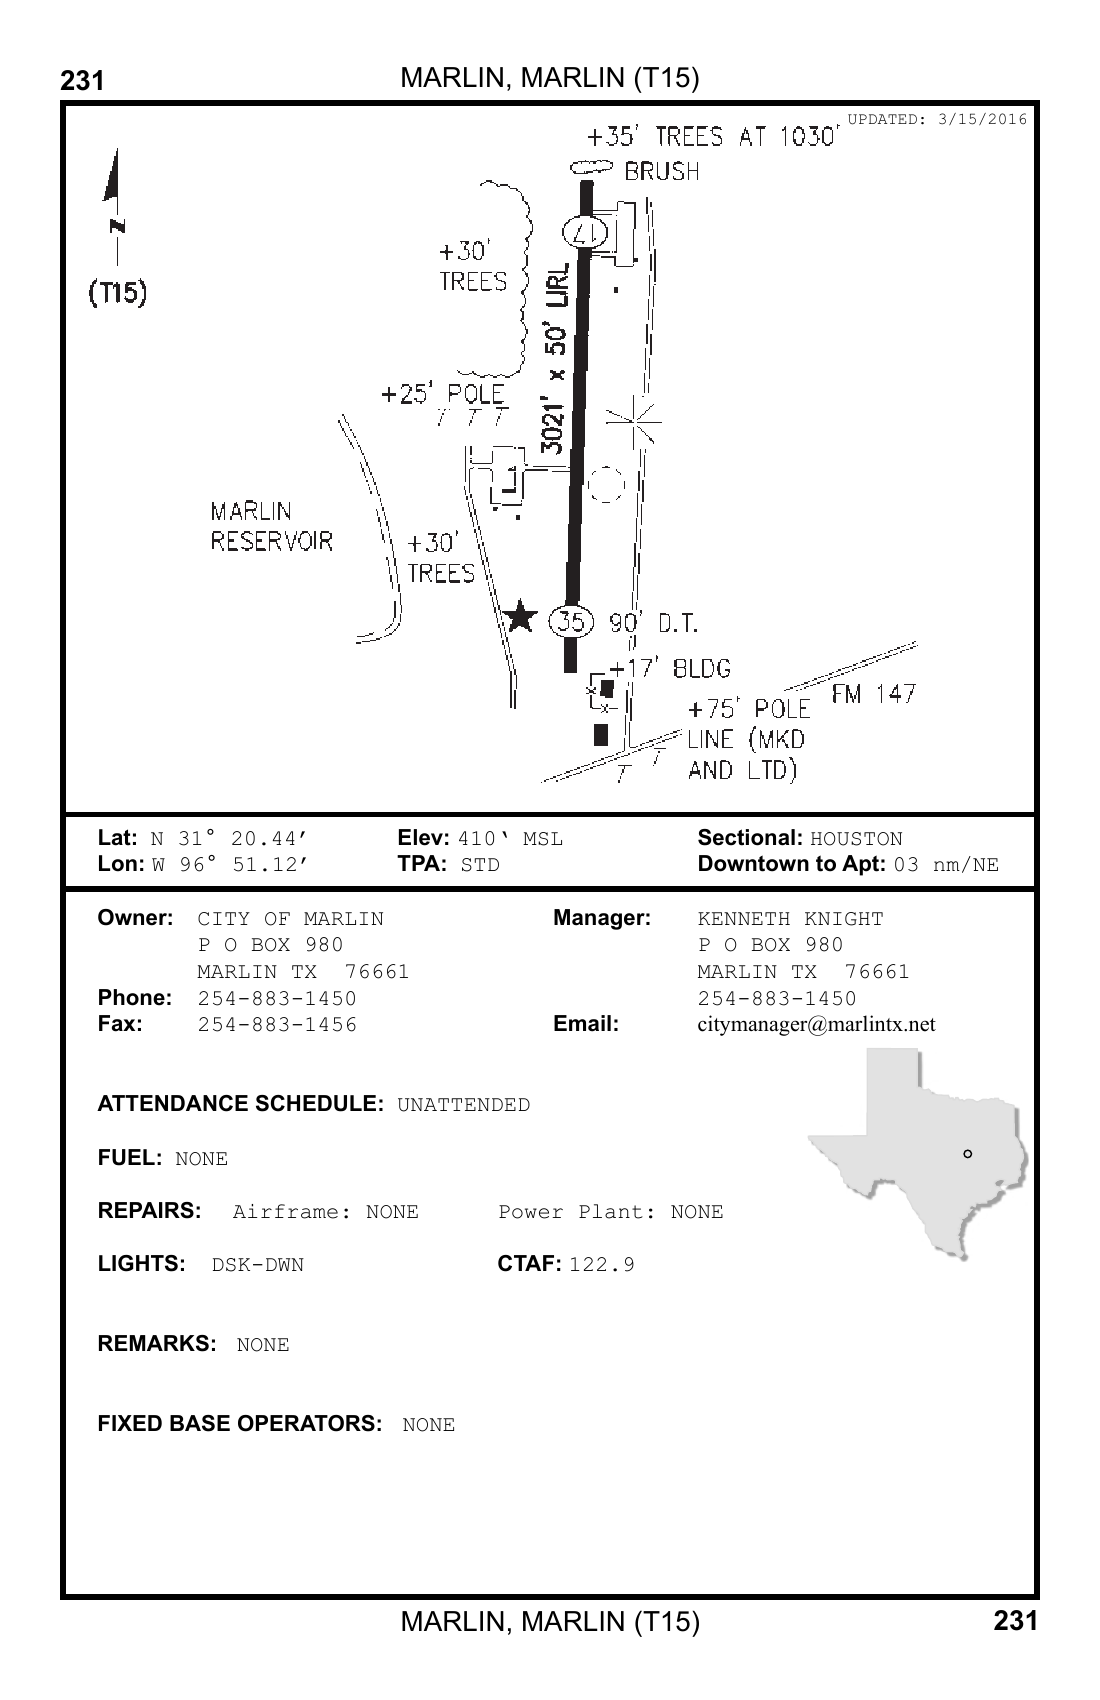 231 MARLIN, MARLIN (T15)
UPDATED: 3/15/2016
+35' TREES AT 1030'
BRUSH
N
(T15)
17
+30'
TREES
3021' x 50' LIRL
+25' POLE
MARLIN
RESERVOIR
+30'
TREES
35 90' D.T.
+17' BLDG
+75' POLE
LINE (MKD
AND LTD)
FM 147
Lat: N 31° 20.44’ Elev: 410‘ MSL Sectional: HOUSTON
Lon: W 96° 51.12’ TPA: STD Downtown to Apt: 03 nm/NE
Owner: CITY OF MARLIN Manager: KENNETH KNIGHT
P O BOX 980 P O BOX 980
MARLIN TX 76661 MARLIN TX 76661
Phone: 254-883-1450 254-883-1450
Fax: 254-883-1456 Email: citymanager@marlintx.net
ATTENDANCE SCHEDULE: UNATTENDED
FUEL: NONE
REPAIRS: Airframe: NONE Power Plant: NONE
LIGHTS: DSK-DWN CTAF: 122.9
REMARKS: NONE
FIXED BASE OPERATORS: NONE
MARLIN, MARLIN (T15) 231